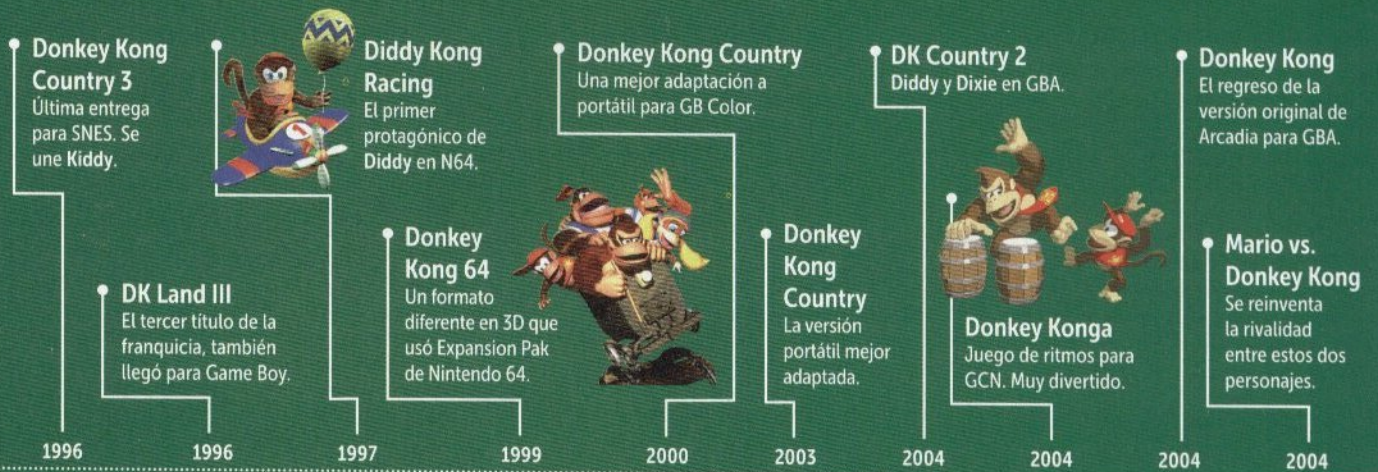 Donkey Kong
Country 3
Última entrega
para SNES. Se
une Kiddy.
DK Land III
El tercer título de la
franquicia, también
llegó para Game Boy.
1
Diddy Kong
Racing
El primer
protagónico de
Diddy en N64.
Donkey
Kong 64
Un formato
diferente en 3D que
usó Expansion Pak
de Nintendo 64.
Donkey Kong Country
Una mejor adaptación a
portátil para GB Color.
Donkey
Kong
Country
La versión
portátil mejor
adaptada.
DK Country 2
Diddy y Dixie en GBA.
Donkey Konga
Juego de ritmos para
GCN. Muy divertido.
Donkey Kong
El regreso de la
versión original de
Arcadia para GBA.
Mario vs.
Donkey Kong
Se reinventa
la rivalidad
entre estos dos
personajes.
1996 1996 1997 1999 2000 2003 2004 2004 2004 2004